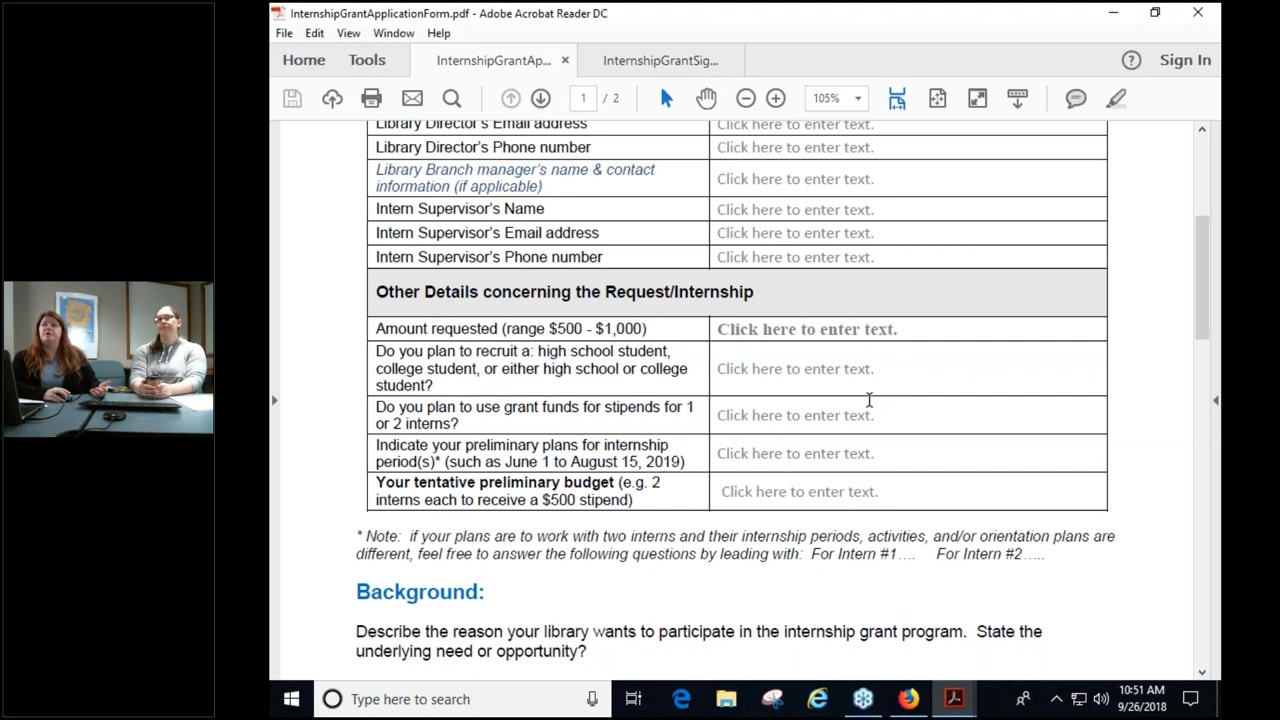 InternshipGrantApplicationForm.pdf - Adobe Acrobat Reader DC
File Edit View Window Help
Home Tools InternshipGrantAp... InternshipGrantSig... Sign In
1 / 2 105%
Library Director's Email address Click here to enter text.
Library Director's Phone number Click here to enter text.
Library Branch manager's name & contact
information (if applicable) Click here to enter text.
Intern Supervisor's Name Click here to enter text.
Intern Supervisor's Email address Click here to enter text.
Intern Supervisor's Phone number Click here to enter text.
Other Details concerning the Request/Internship
Amount requested (range $500 - $1,000) Click here to enter text.
Do you plan to recruit a: high school student,
college student, or either high school or college Click here to enter text.
student?
Do you plan to use grant funds for stipends for 1
or 2 interns? Click here to enter text.
Indicate your preliminary plans for internship
period(s)* (such as June 1 to August 15, 2019) Click here to enter text.
Your tentative preliminary budget (e.g. 2
interns each to receive a $500 stipend) Click here to enter text.
* Note: if your plans are to work with two interns and their internship periods, activities, and/or orientation plans are
different, feel free to answer the following questions by leading with: For Intern #1.... For Intern #2.....
Background:
Describe the reason your library wants to participate in the internship grant program. State the
underlying need or opportunity?
Type here to search
10:51 AM
9/26/2018